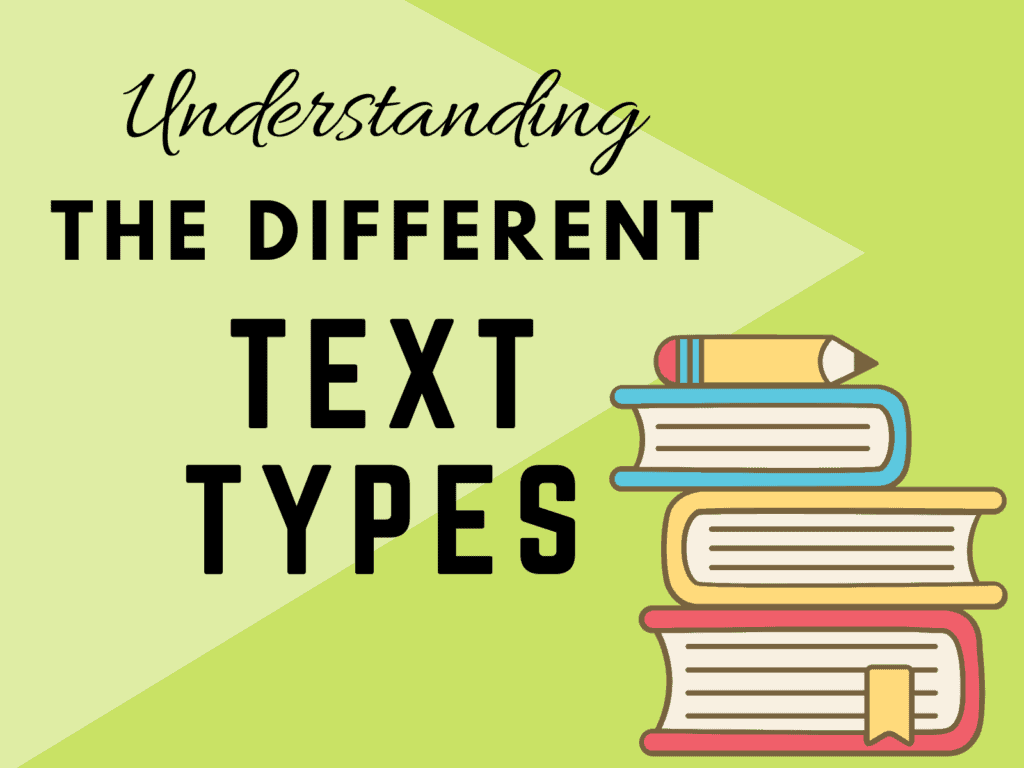 Understanding
THE DIFFERENT
TEXT
TYPES